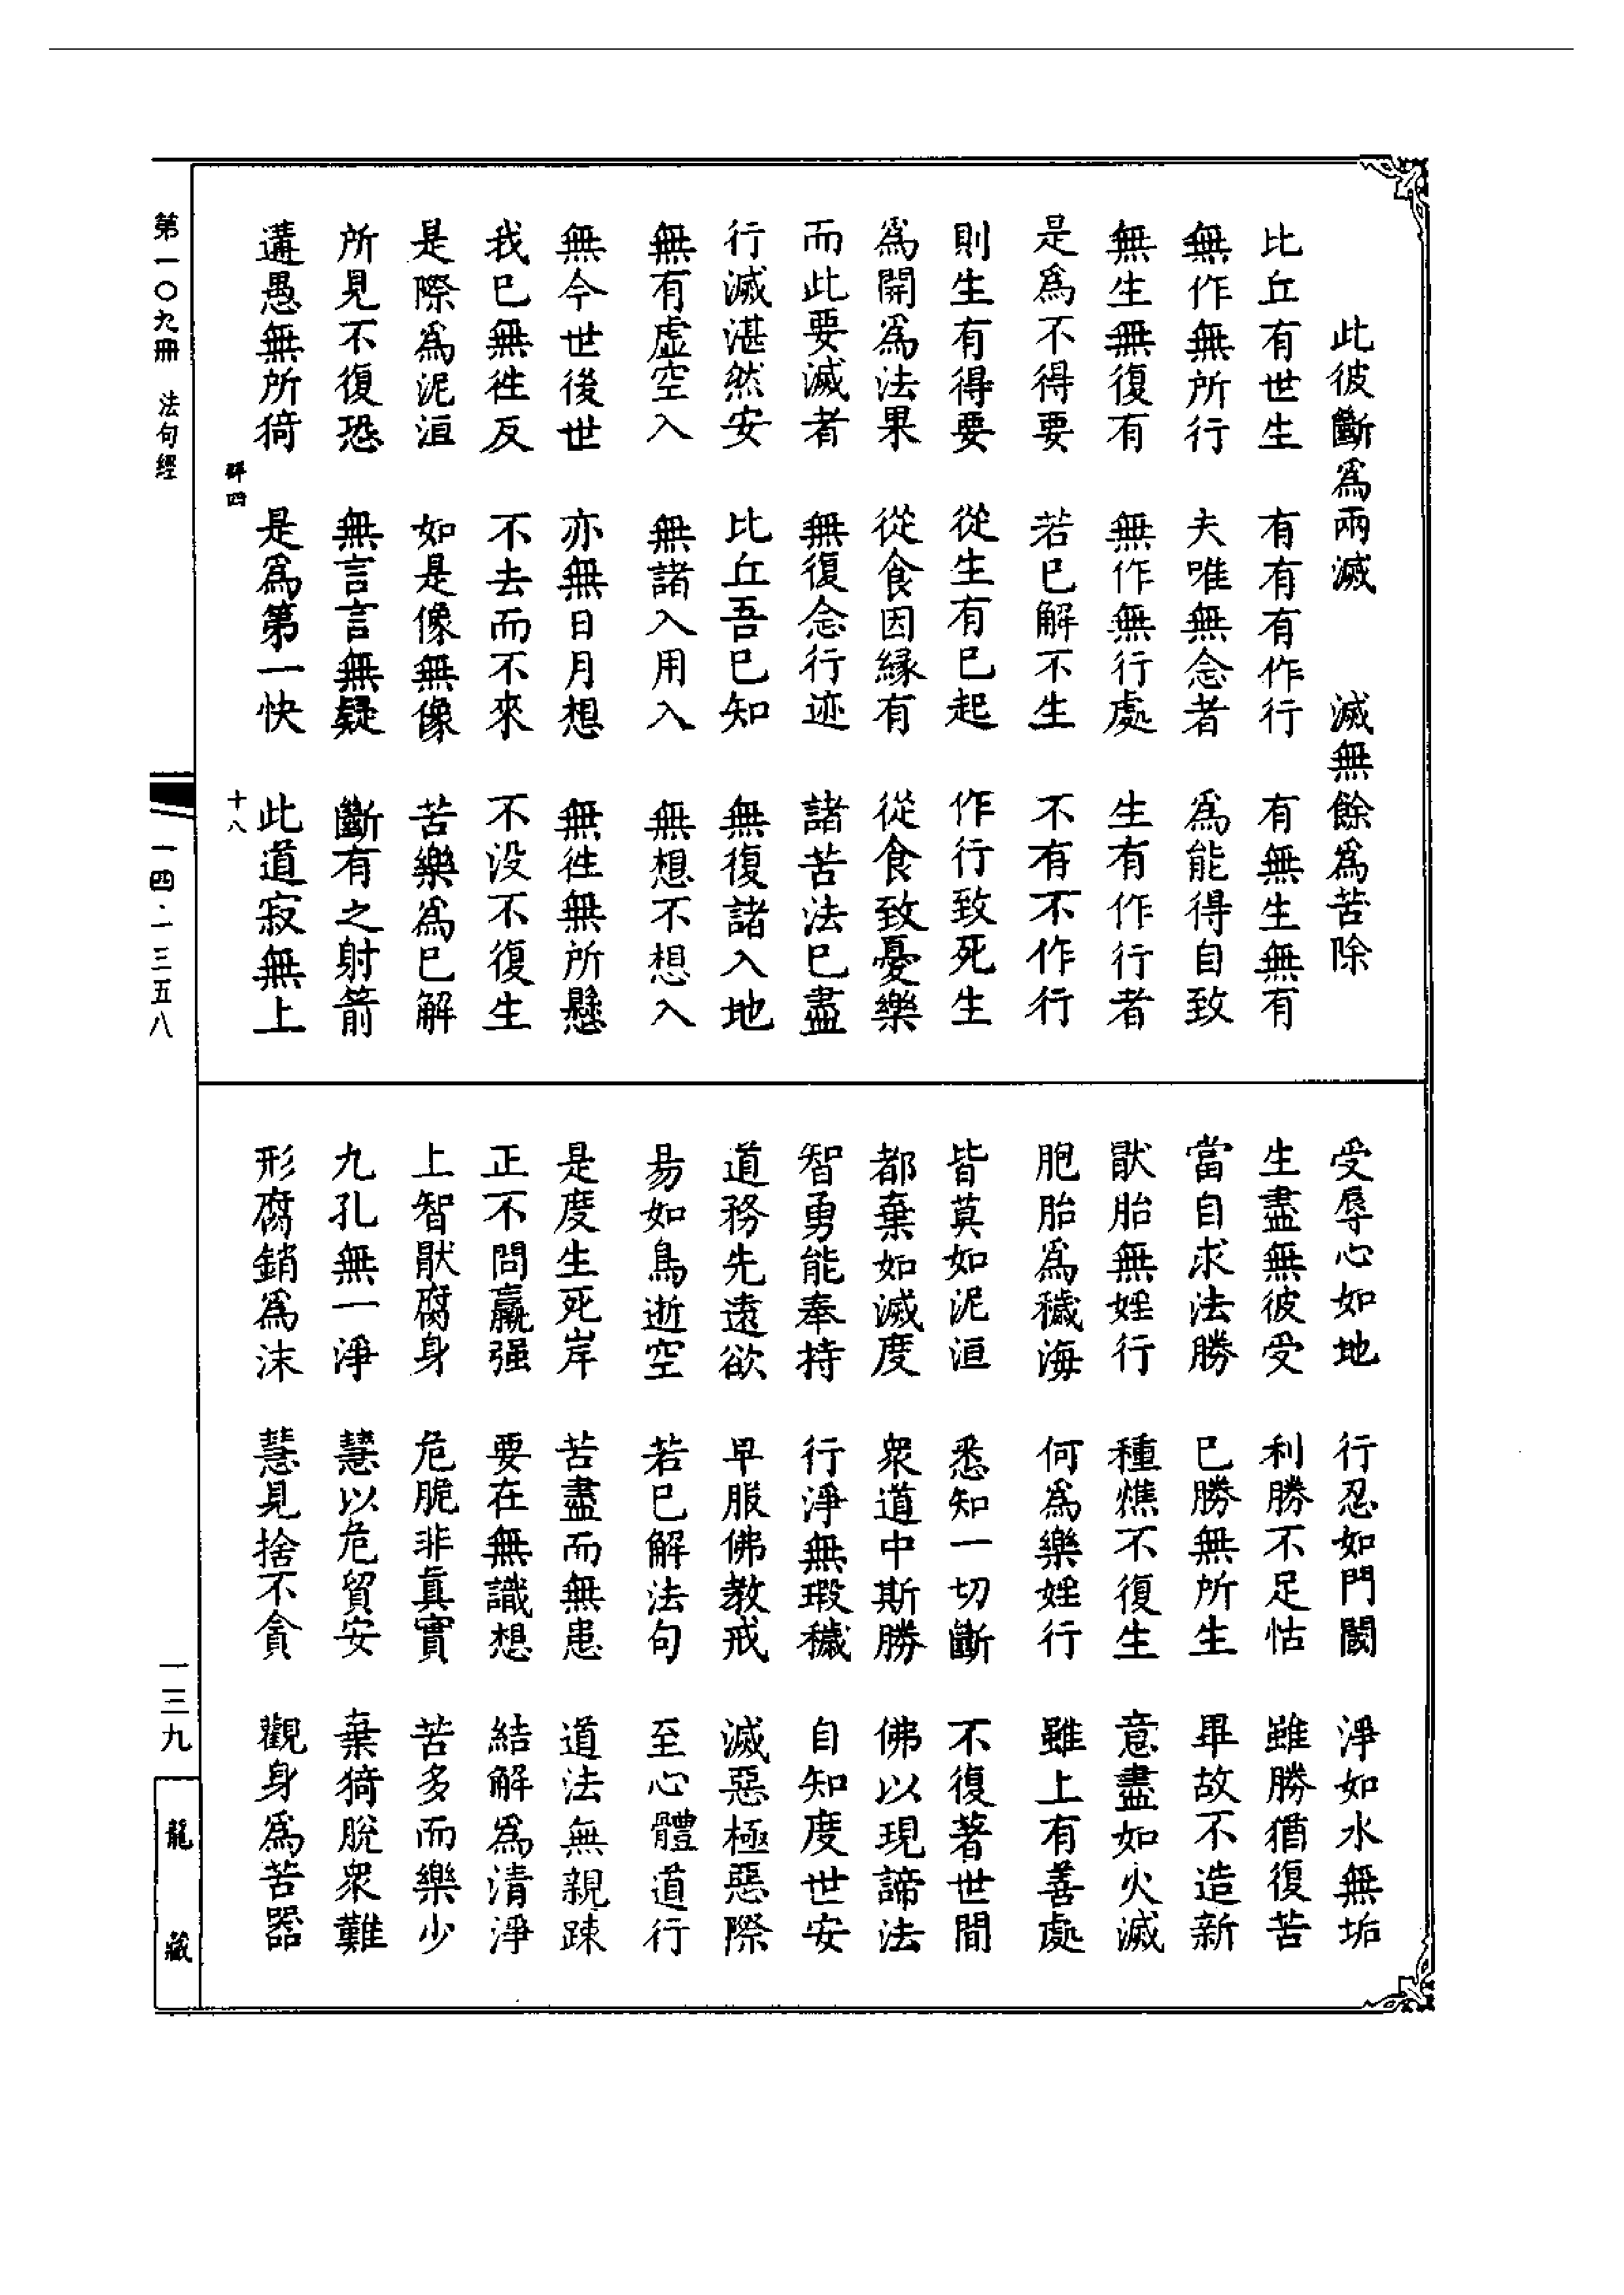 此彼斷為兩滅　滅無餘為苦除
比丘有世生　有有有作行　有無生無有
無作無所行　夫唯無念者　為能得自致
無生無復有　無作無行處　生有作行者
是為不得要　若已解不生　不有不作行
則生有得要　從生有已起　作行致死生
為開為法果　從食因緣有　從食致憂樂
而此要滅者　無復念行迹　諸苦法已盡
行滅湛然安　比丘吾已知　無復諸入地
無有虛空入　無諸入用入　無想不想入
無今世後世　亦無日月想　無往無所懸
我已無往反　不去而不來　不没不復生
是際為泥洹　如是像無像　苦樂為已解
所見不復恐　無言言無疑　斷有之射箭
遘愚無所猗　是為第一快　此道寂無上
受辱心如地　行忍如門閾　淨如水無垢
生盡無彼受　利勝不足怙　雖勝猶復苦
當自求法勝　已勝無所生　畢故不造新
猒胎無婬行　種燋不復生　意盡如火滅
胞胎為穢海　何為樂婬行　雖上有善處
皆莫如泥洹　悉知一切斷　不復著世間
都棄如滅度　眾道中斯勝　佛以現諦法
智勇能奉持　行淨無瑕穢　自知度世安
道務先遠欲　早服佛教戒　滅惡極惡際
易如鳥逝空　若已解法句　至心體道行
是度生死岸　苦盡而無患　道法無親疎
正不問羸强　要在無識想　結解為清淨
上智猒腐身　危脆非真實　苦多而樂少
九孔無一淨　慧以危貿安　棄猗脫眾難
形腐銷為沫　慧見捨不貪　觀身為苦器
群四　十八
第一〇九冊　法句經　一四·一三五八　一三九　龍藏